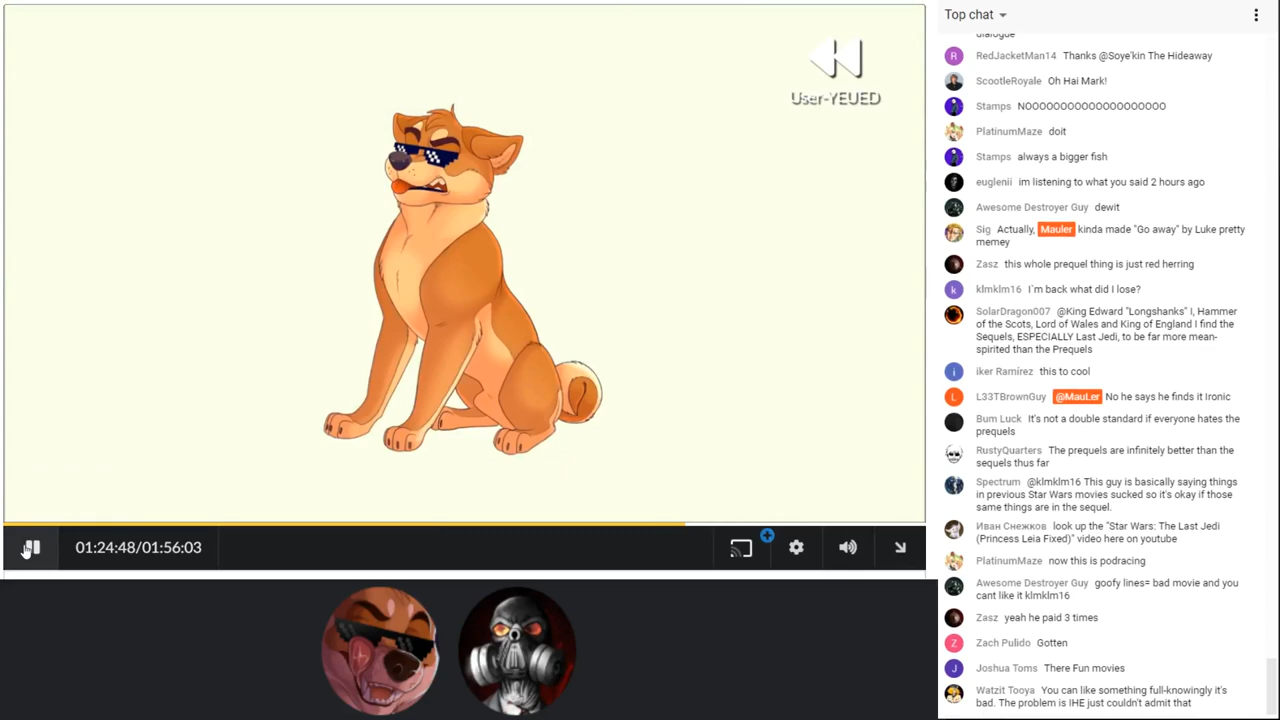 User-YEUED
01:24:48/01:56:03
Top chat
dialogue
R RedJacketMan14 Thanks @Soye'kin The Hideaway
ScootleRoyale Oh Hai Mark!
Stamps NOOOOOOOOOOOOOOOOOOO
PlatinumMaze doit
Stamps always a bigger fish
euglenii im listening to what you said 2 hours ago
Awesome Destroyer Guy dewit
Sig Actually, Mauler kinda made "Go away" by Luke pretty
memey
Zasz this whole prequel thing is just red herring
k klmklm16 I`m back what did I lose?
SolarDragon007 @King Edward "Longshanks" I, Hammer
of the Scots, Lord of Wales and King of England I find the
Sequels, ESPECIALLY Last Jedi, to be far more mean-
spirited than the Prequels
i iker Ramírez this to cool
L L33TBrownGuy @MauLer No he says he finds it Ironic
Bum Luck It's not a double standard if everyone hates the
prequels
RustyQuarters The prequels are infinitely better than the
sequels thus far
Spectrum @klmklm16 This guy is basically saying things
in previous Star Wars movies sucked so it's okay if those
same things are in the sequel.
Иван Снежков look up the "Star Wars: The Last Jedi
(Princess Leia Fixed)" video here on youtube
PlatinumMaze now this is podracing
Awesome Destroyer Guy goofy lines= bad movie and you
cant like it klmklm16
Zasz yeah he paid 3 times
Z Zach Pulido Gotten
J Joshua Toms There Fun movies
Watzit Tooya You can like something full-knowingly it's
bad. The problem is IHE just couldn't admit that